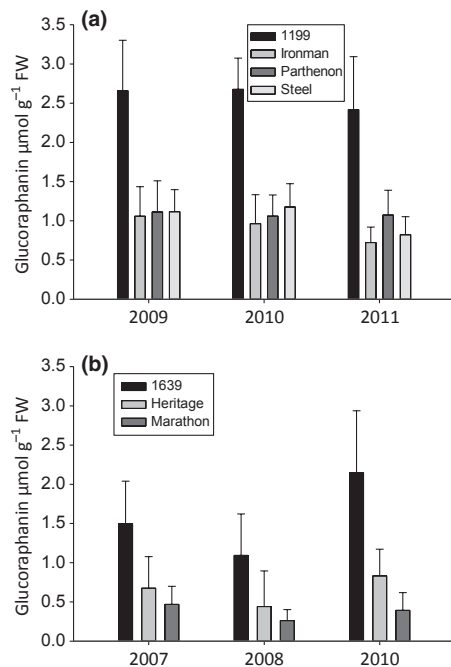 (a)
1199
Ironman
Parthenon
Steel
Glucoraphanin µmol g⁻¹ FW
3.5
3.0
2.5
2.0
1.5
1.0
0.5
0.0
2009 2010 2011
(b)
1639
Heritage
Marathon
Glucoraphanin µmol g⁻¹ FW
3.5
3.0
2.5
2.0
1.5
1.0
0.5
0.0
2007 2008 2010